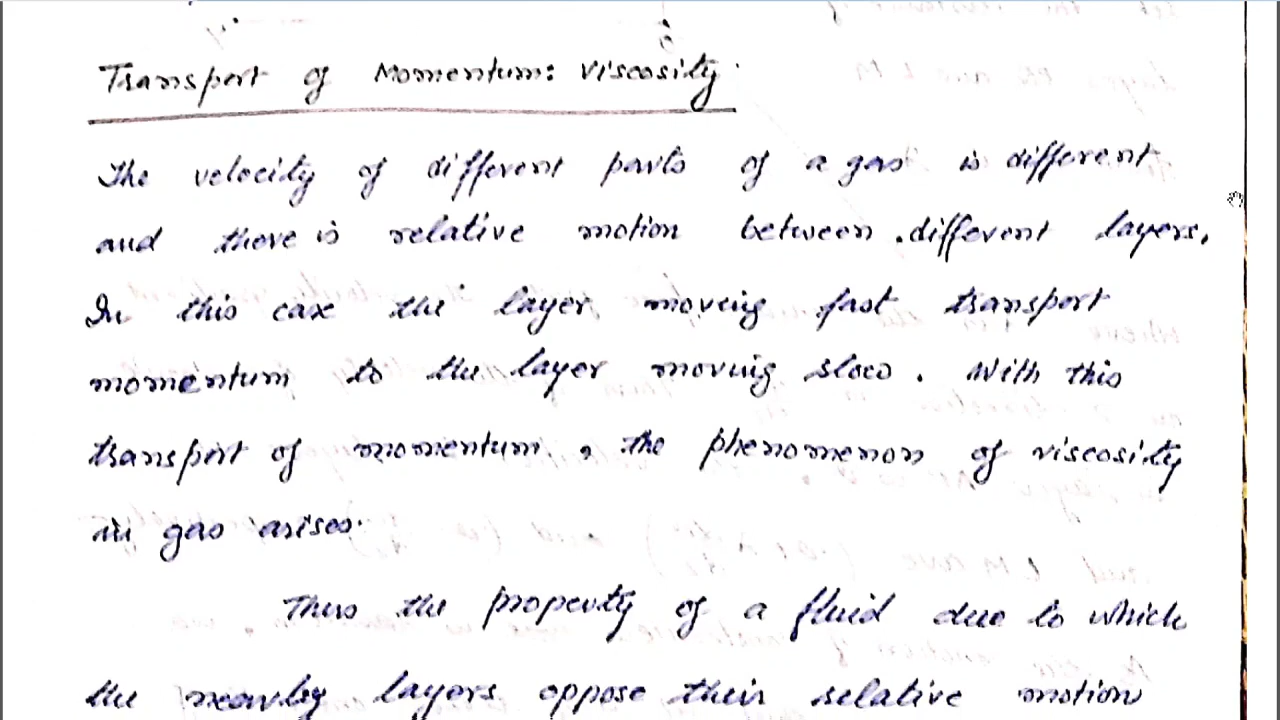 Transport of Momentum: Viscosity.
The velocity of different parts of a gas is different
and there is relative motion between different layers.
In this case the layer moving fast transport
momentum to the layer moving slow. With this
transport of momentum, the phenomenon of viscosity
in gas arises.
Thus the property of a fluid due to which
the nearby layers oppose their relative motion